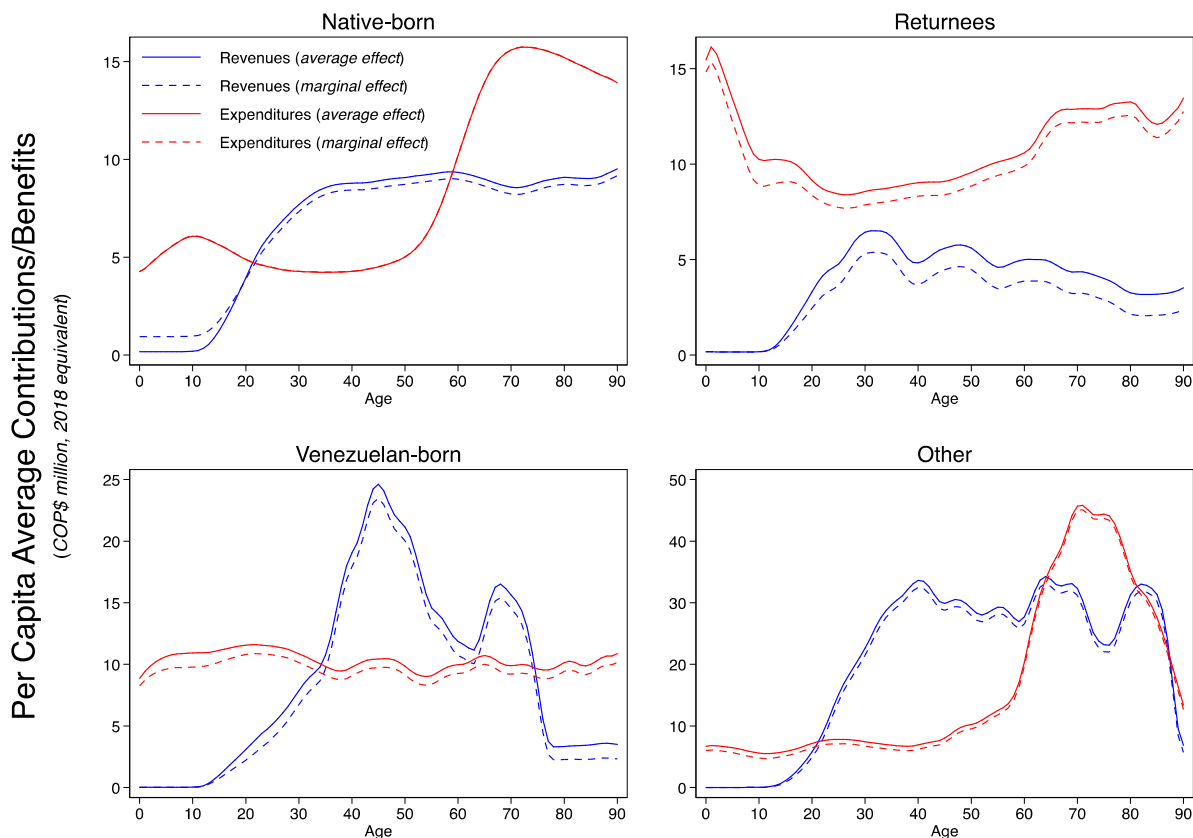 Per Capita Average Contributions/Benefits
(COP$ million, 2018 equivalent)
Native-born
Revenues (average effect)
Revenues (marginal effect)
Expenditures (average effect)
Expenditures (marginal effect)
15
10
5
0
0 10 20 30 40 50 60 70 80 90
Age
Returnees
15
10
5
0
0 10 20 30 40 50 60 70 80 90
Age
Venezuelan-born
25
20
15
10
5
0
0 10 20 30 40 50 60 70 80 90
Age
Other
50
40
30
20
10
0
0 10 20 30 40 50 60 70 80 90
Age